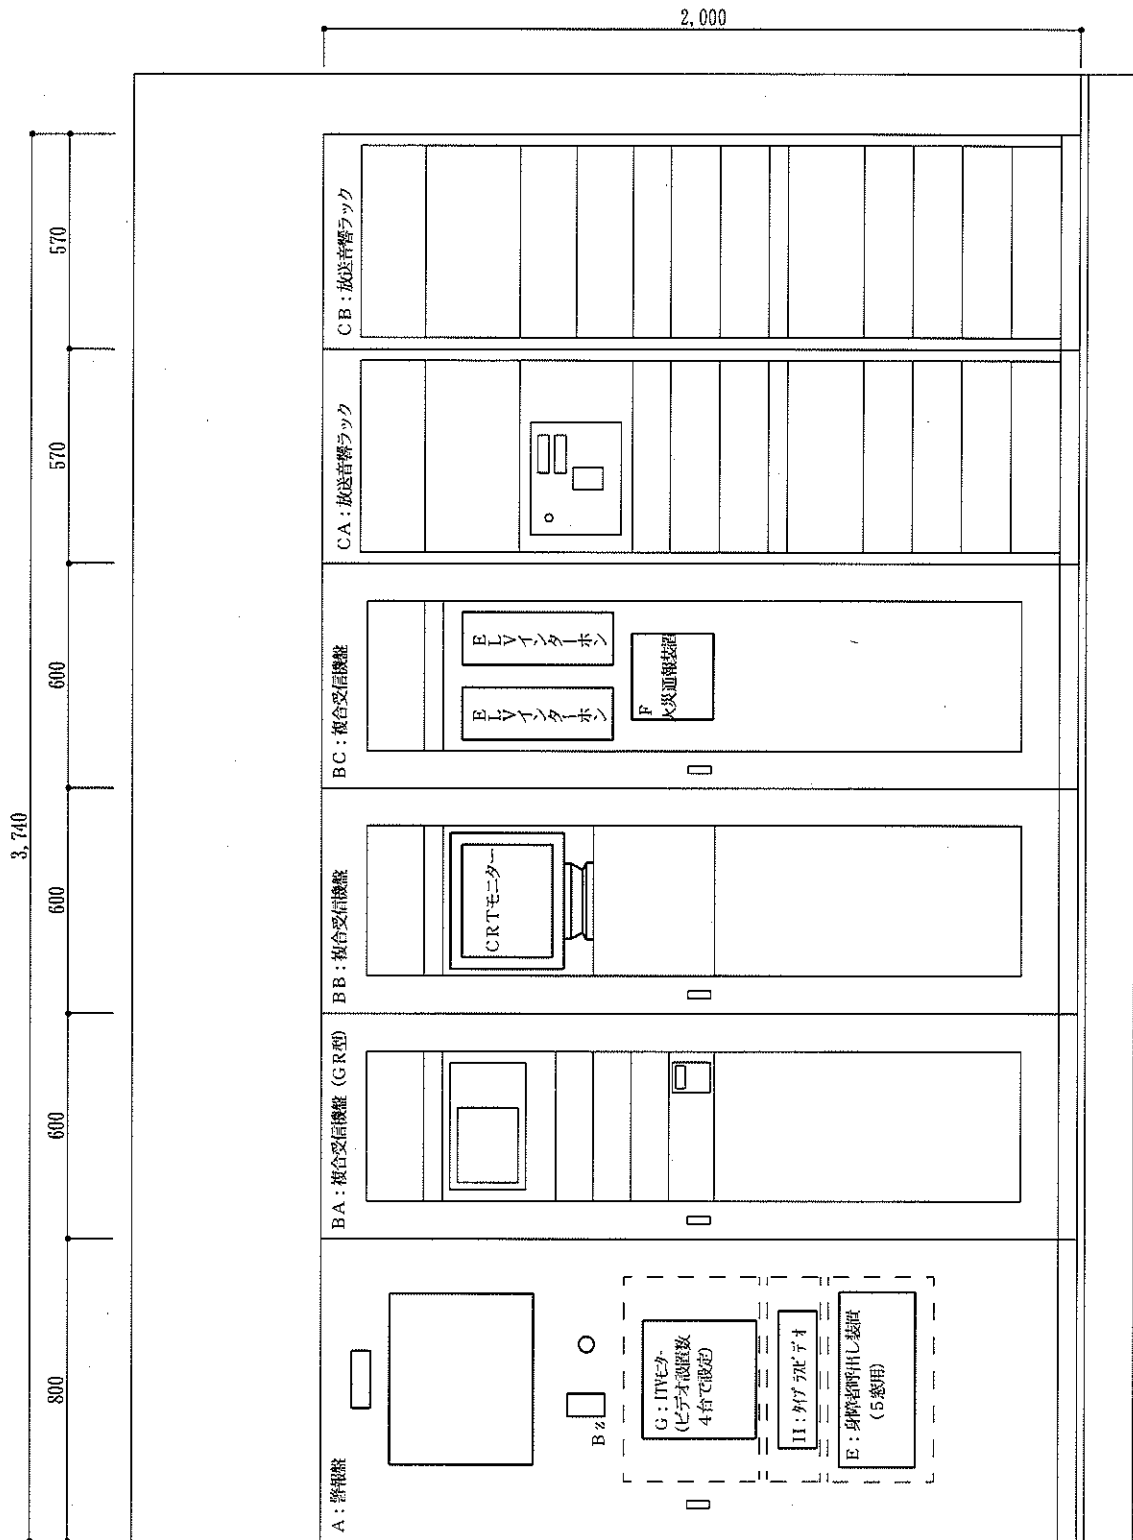 2,000
3,740
570
570
600
600
600
800
CB：放送音響ラック
CA：放送音響ラック
BC：複合受信機盤
ELVインターホン
ELVインターホン
F
火災通報装置
BB：複合受信機盤
CRTモニター
BA：複合受信機盤（GR型）
A：警報盤
Bz
G：ITVモニター
（ビデオ設置数
4台で設定）
H：タイプラスビデオ
E：身障者呼出し装置
（5窓用）